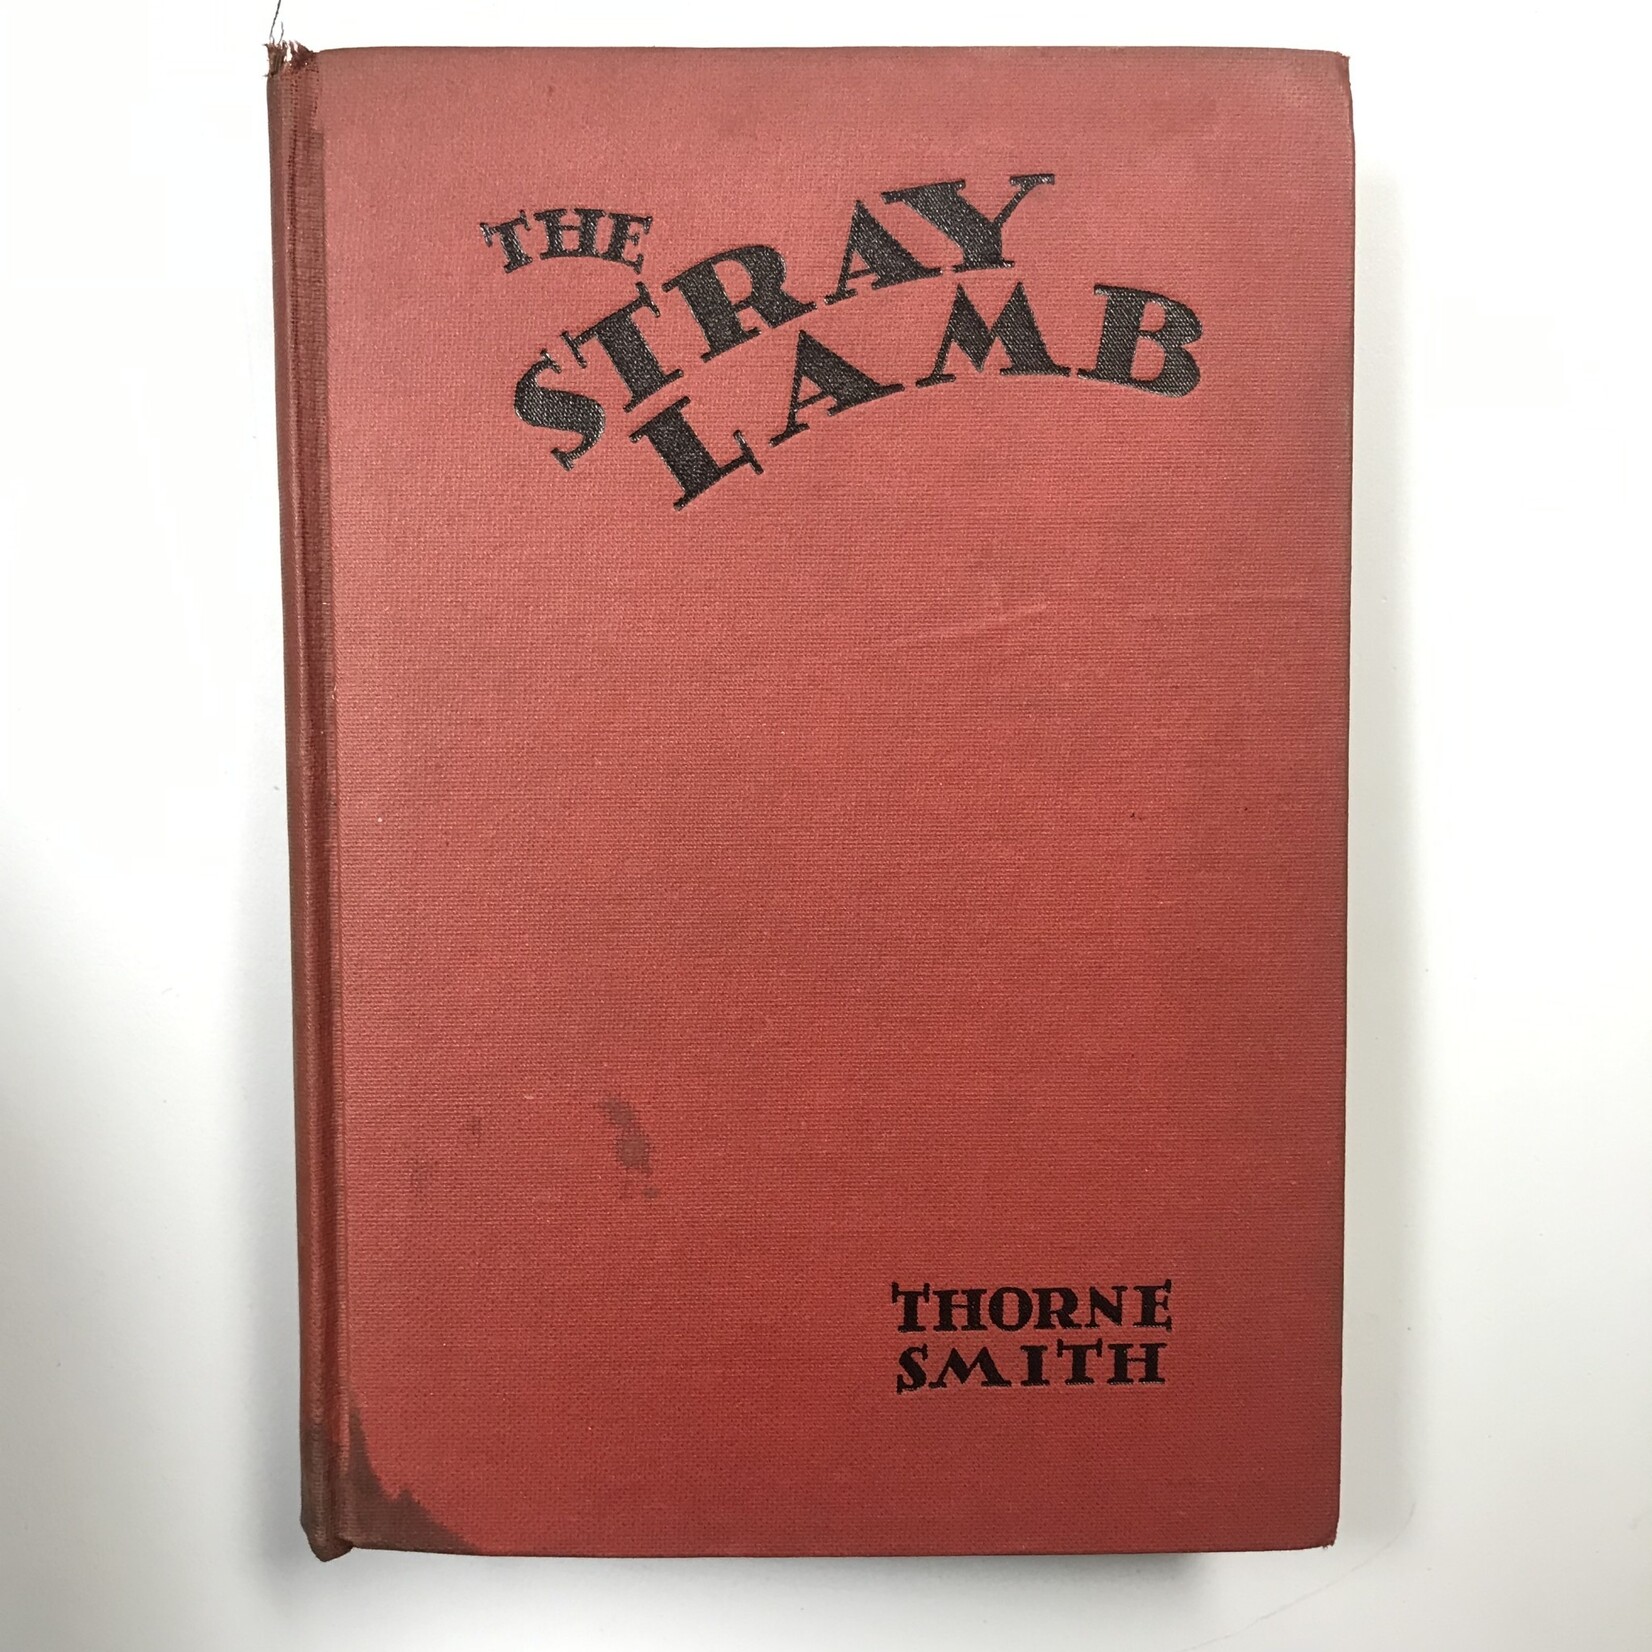 THE
STRAY
LAMB
THORNE
SMITH